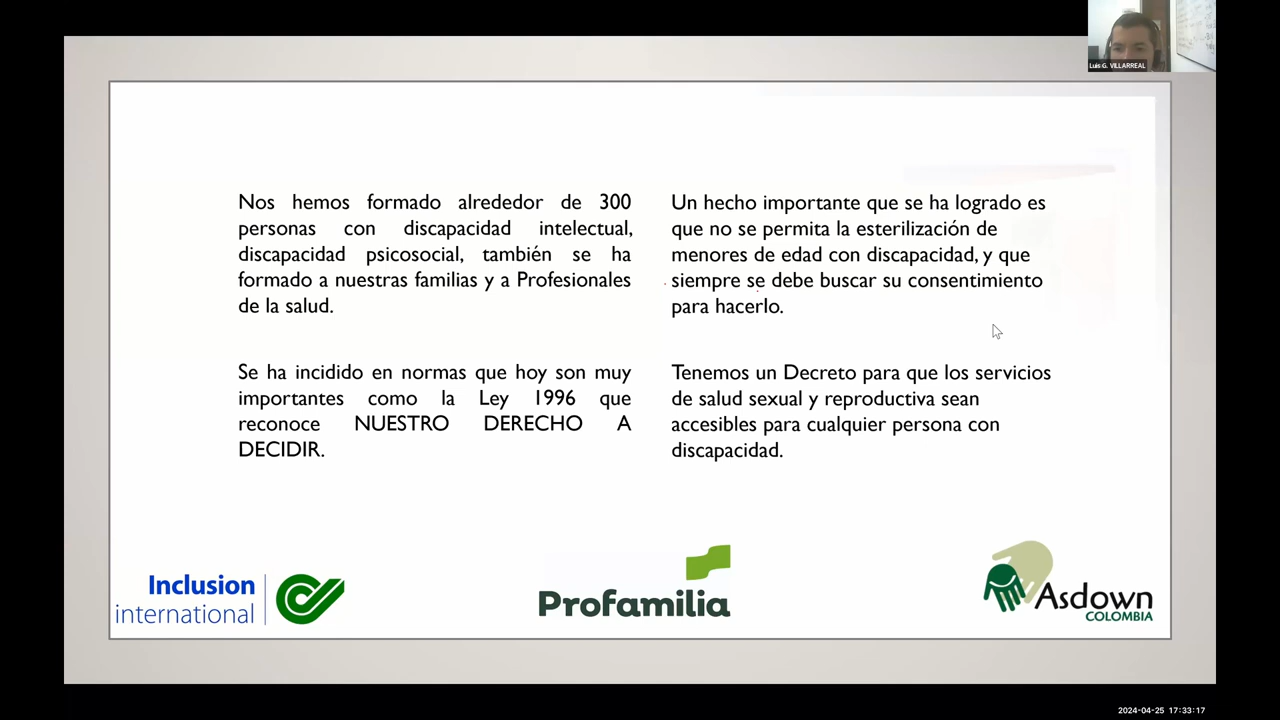 Luis G. VILLARREAL
Nos hemos formado alrededor de 300
personas con discapacidad intelectual,
discapacidad psicosocial, también se ha
formado a nuestras familias y a Profesionales
de la salud.
Se ha incidido en normas que hoy son muy
importantes como la Ley 1996 que
reconoce NUESTRO DERECHO A
DECIDIR.
Un hecho importante que se ha logrado es
que no se permita la esterilización de
menores de edad con discapacidad, y que
siempre se debe buscar su consentimiento
para hacerlo.
Tenemos un Decreto para que los servicios
de salud sexual y reproductiva sean
accesibles para cualquier persona con
discapacidad.
Inclusion
international
Profamilia
Asdown
COLOMBIA
2024-04-25 17:33:17